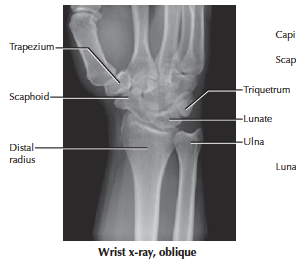 Trapezium
Scaphoid
Distal
radius
Triquetrum
Lunate
Ulna
Capi
Scap
Luna
Wrist x-ray, oblique